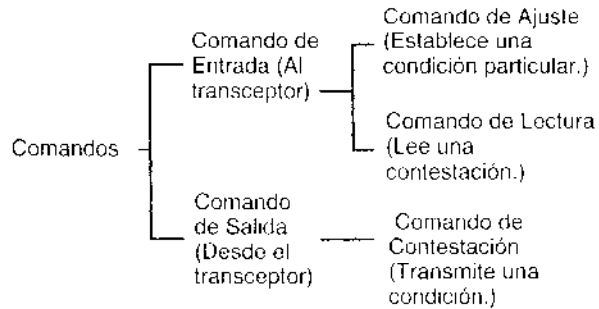 Comandos
Comando de
Entrada (Al
transceptor)
Comando de Ajuste
(Establece una
condición particular.)
Comando de Lectura
(Lee una
contestación.)
Comando
de Salida
(Desde el
transceptor)
Comando de
Contestación
(Transmite una
condición.)